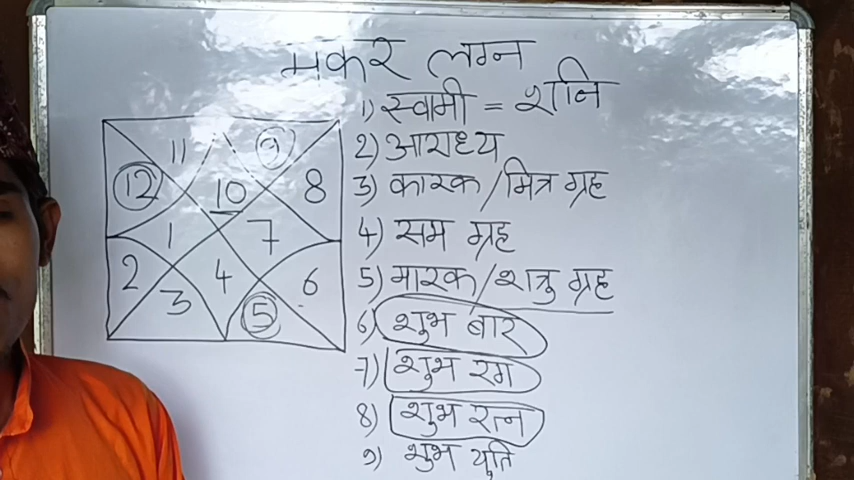 मकर लग्न
1) स्वामी = शनि
2) आराध्य
3) कारक/मित्र ग्रह
4) सम ग्रह
5) मारक/शत्रु ग्रह
6) शुभ बार
7) शुभ रंग
8) शुभ रत्न
9) शुभ युति
11 9
12 10 8
1 7
2 4 6
3 5